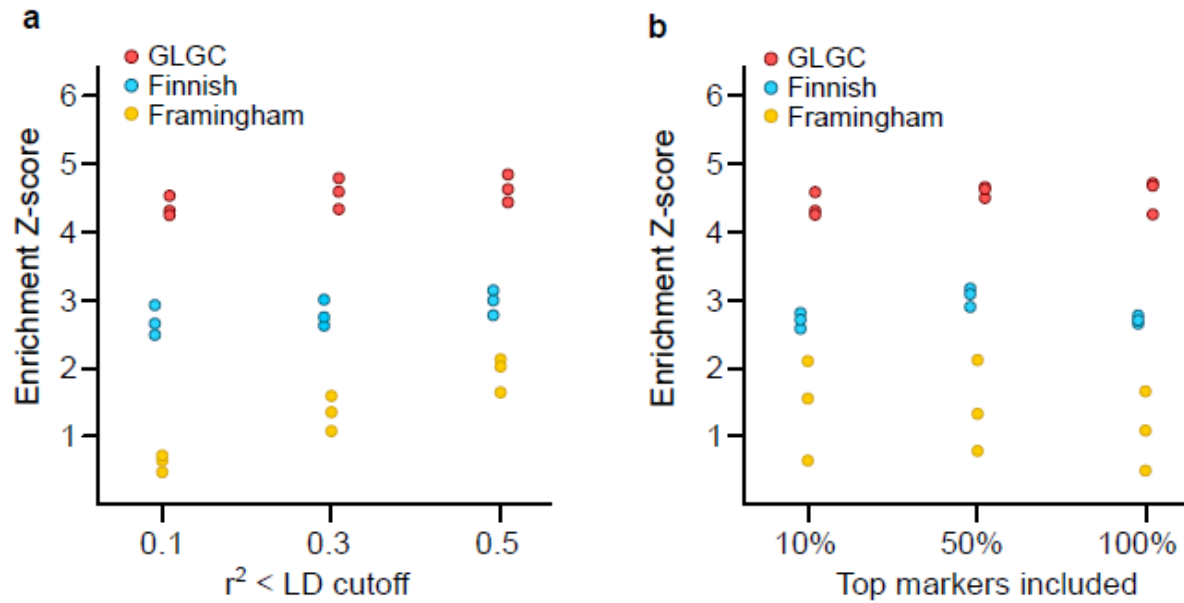 a
GLGC
Finnish
Framingham
Enrichment Z-score
6
5
4
3
2
1
0.1 0.3 0.5
r² < LD cutoff
b
GLGC
Finnish
Framingham
Enrichment Z-score
6
5
4
3
2
1
10% 50% 100%
Top markers included